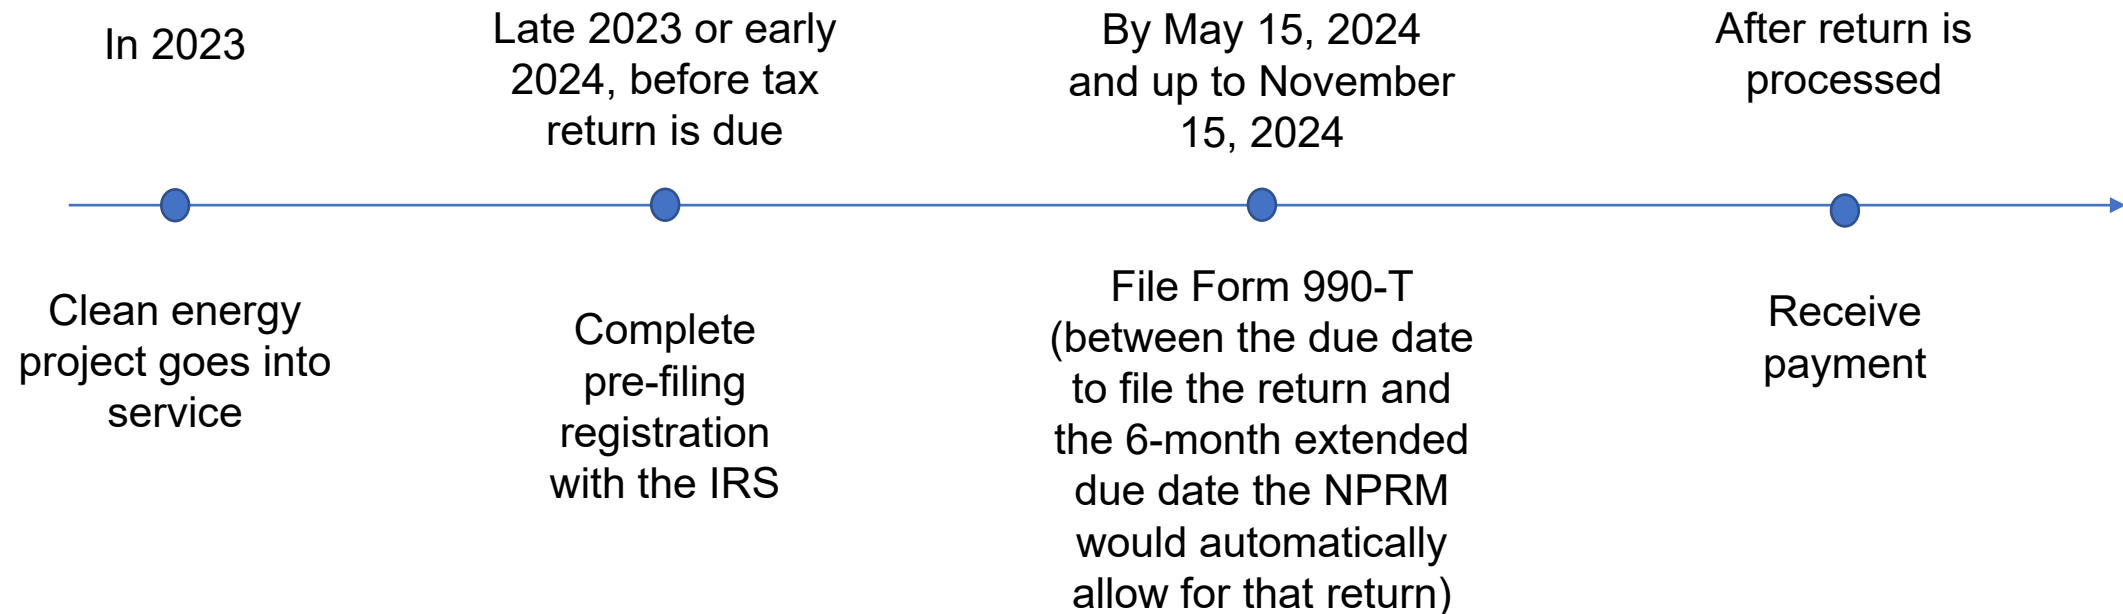 In 2023
Late 2023 or early
2024, before tax
return is due
By May 15, 2024
and up to November
15, 2024
After return is
processed
Clean energy
project goes into
service
Complete
pre-filing
registration
with the IRS
File Form 990-T
(between the due date
to file the return and
the 6-month extended
due date the NPRM
would automatically
allow for that return)
Receive
payment